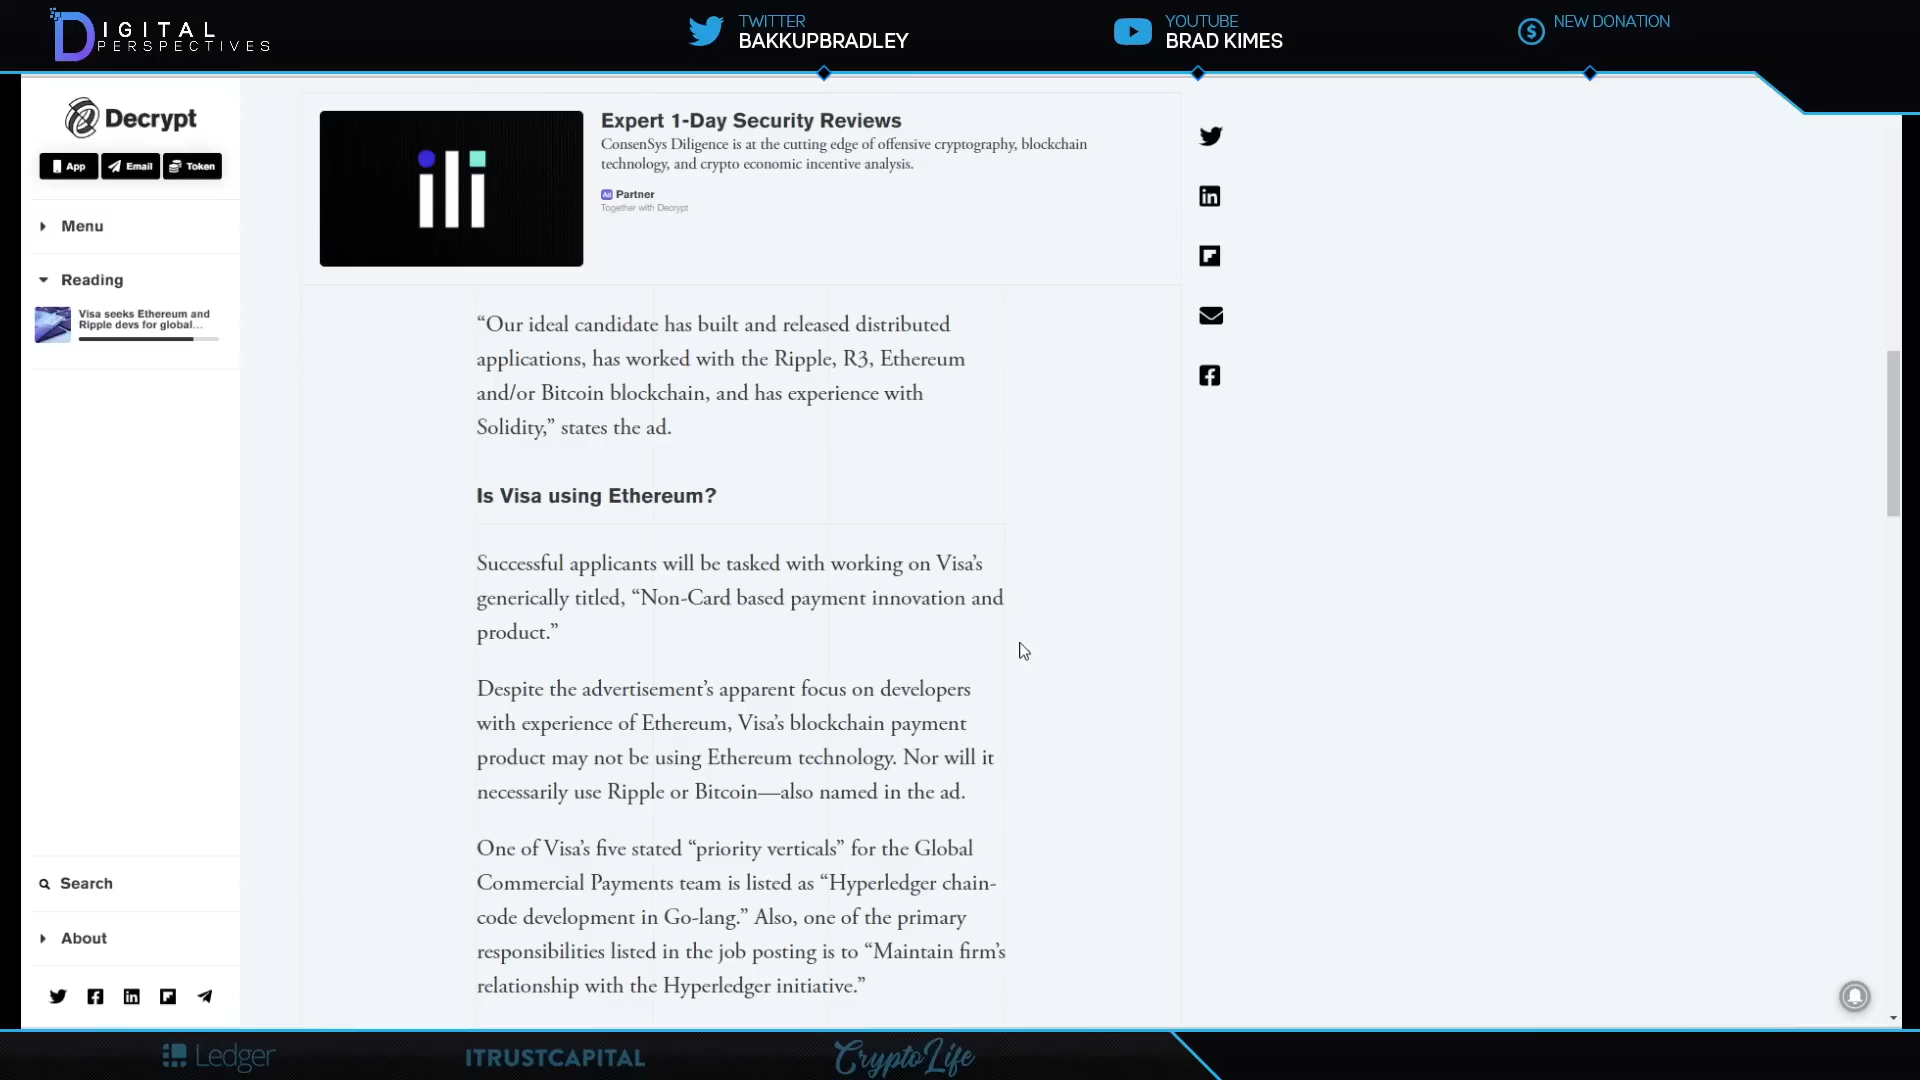 DIGITAL
PERSPECTIVES
TWITTER
BAKKUPBRADLEY
YOUTUBE
BRAD KIMES
NEW DONATION
Decrypt
App
Email
Token
Menu
Reading
Visa seeks Ethereum and
Ripple devs for global...
Search
About
Expert 1-Day Security Reviews
ConsenSys Diligence is at the cutting edge of offensive cryptography, blockchain
technology, and crypto economic incentive analysis.
Ad Partner
Together with Decrypt
“Our ideal candidate has built and released distributed
applications, has worked with the Ripple, R3, Ethereum
and/or Bitcoin blockchain, and has experience with
Solidity,” states the ad.
Is Visa using Ethereum?
Successful applicants will be tasked with working on Visa’s
generically titled, “Non-Card based payment innovation and
product.”
Despite the advertisement’s apparent focus on developers
with experience of Ethereum, Visa’s blockchain payment
product may not be using Ethereum technology. Nor will it
necessarily use Ripple or Bitcoin—also named in the ad.
One of Visa’s five stated “priority verticals” for the Global
Commercial Payments team is listed as “Hyperledger chain-
code development in Go-lang.” Also, one of the primary
responsibilities listed in the job posting is to “Maintain firm’s
relationship with the Hyperledger initiative.”
Ledger
ITRUSTCAPITAL
CryptoLife